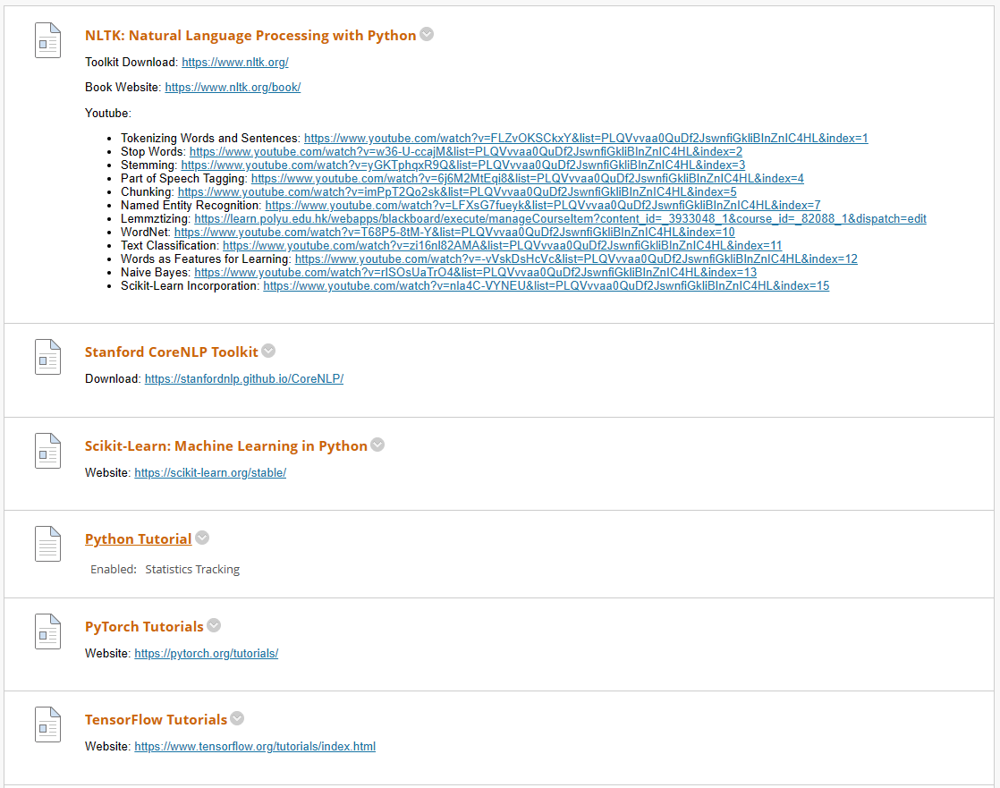 NLTK: Natural Language Processing with Python
Toolkit Download: https://www.nltk.org/
Book Website: https://www.nltk.org/book/
Youtube:
Tokenizing Words and Sentences: https://www.youtube.com/watch?v=FLZvOKSCkxY&list=PLQVvvaa0QuDf2JswnfiGkliBInZnIC4HL&index=1
Stop Words: https://www.youtube.com/watch?v=w36-U-ccajM&list=PLQVvvaa0QuDf2JswnfiGkliBInZnIC4HL&index=2
Stemming: https://www.youtube.com/watch?v=yGKTphqxR9Q&list=PLQVvvaa0QuDf2JswnfiGkliBInZnIC4HL&index=3
Part of Speech Tagging: https://www.youtube.com/watch?v=6j6M2MtEqi8&list=PLQVvvaa0QuDf2JswnfiGkliBInZnIC4HL&index=4
Chunking: https://www.youtube.com/watch?v=imPpT2Qo2sk&list=PLQVvvaa0QuDf2JswnfiGkliBInZnIC4HL&index=5
Named Entity Recognition: https://www.youtube.com/watch?v=LFXsG7fueyk&list=PLQVvvaa0QuDf2JswnfiGkliBInZnIC4HL&index=7
Lemmztizing: https://learn.polyu.edu.hk/webapps/blackboard/execute/manageCourseItem?content_id=_3933048_1&course_id=_82088_1&dispatch=edit
WordNet: https://www.youtube.com/watch?v=T68P5-8tM-Y&list=PLQVvvaa0QuDf2JswnfiGkliBInZnIC4HL&index=10
Text Classification: https://www.youtube.com/watch?v=zi16nl82AMA&list=PLQVvvaa0QuDf2JswnfiGkliBInZnIC4HL&index=11
Words as Features for Learning: https://www.youtube.com/watch?v=-vVskDsHcVc&list=PLQVvvaa0QuDf2JswnfiGkliBInZnIC4HL&index=12
Naive Bayes: https://www.youtube.com/watch?v=rISOsUaTrO4&list=PLQVvvaa0QuDf2JswnfiGkliBInZnIC4HL&index=13
Scikit-Learn Incorporation: https://www.youtube.com/watch?v=nla4C-VYNEU&list=PLQVvvaa0QuDf2JswnfiGkliBInZnIC4HL&index=15
Stanford CoreNLP Toolkit
Download: https://stanfordnlp.github.io/CoreNLP/
Scikit-Learn: Machine Learning in Python
Website: https://scikit-learn.org/stable/
Python Tutorial
Enabled: Statistics Tracking
PyTorch Tutorials
Website: https://pytorch.org/tutorials/
TensorFlow Tutorials
Website: https://www.tensorflow.org/tutorials/index.html